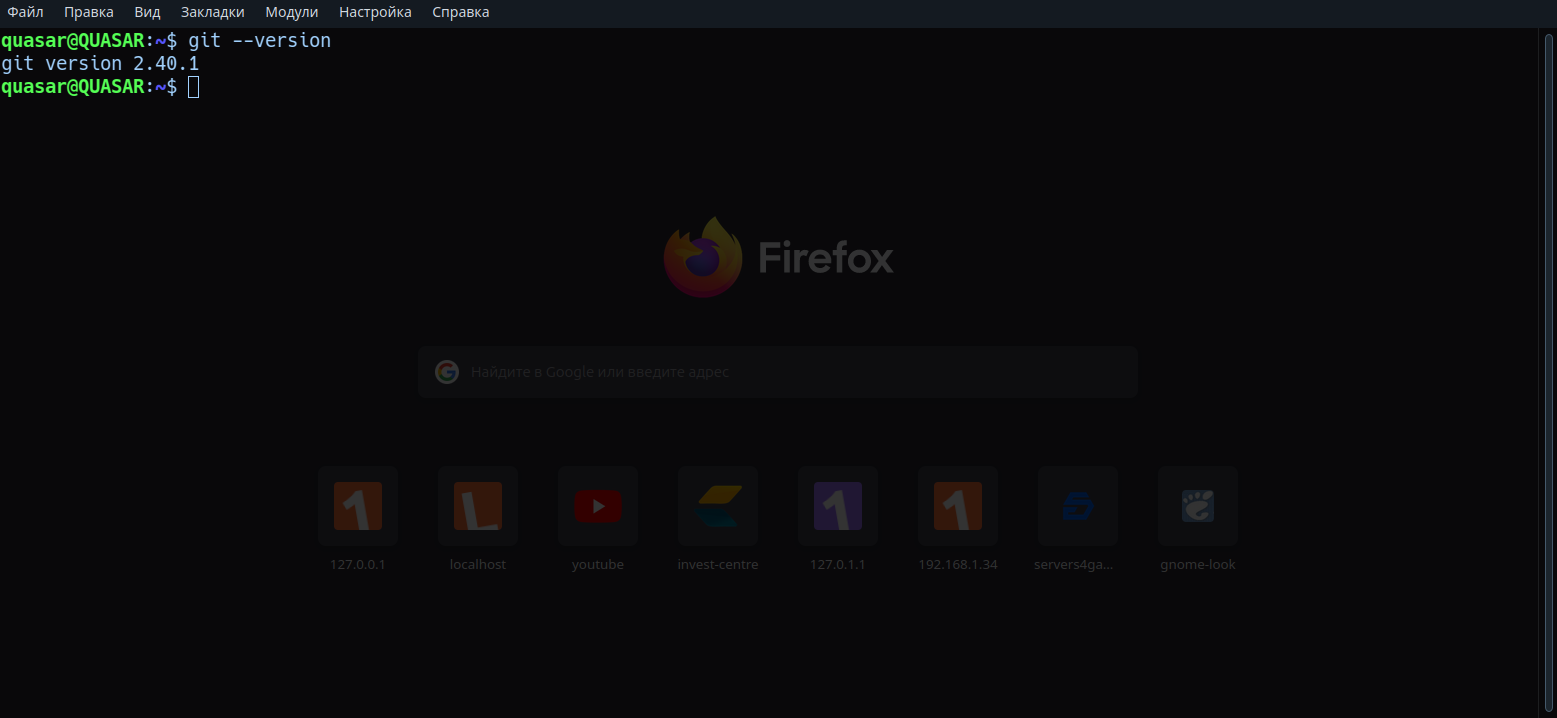 Файл Правка Вид Закладки Модули Настройка Справка
quasar@QUASAR:~$ git --version
git version 2.40.1
quasar@QUASAR:~$
Firefox
Найдите в Google или введите адрес
127.0.0.1 localhost youtube invest-centre 127.0.1.1 192.168.1.34 servers4ga... gnome-look